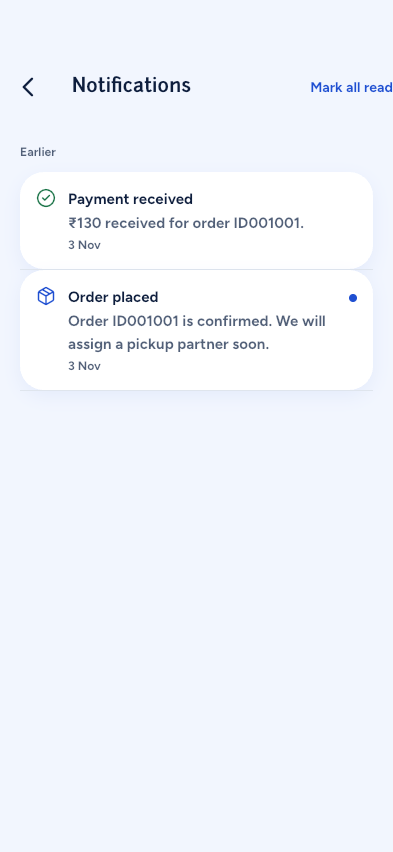 Notifications
Mark all read
Earlier
Payment received
₹130 received for order ID001001.
3 Nov
Order placed
Order ID001001 is confirmed. We will
assign a pickup partner soon.
3 Nov